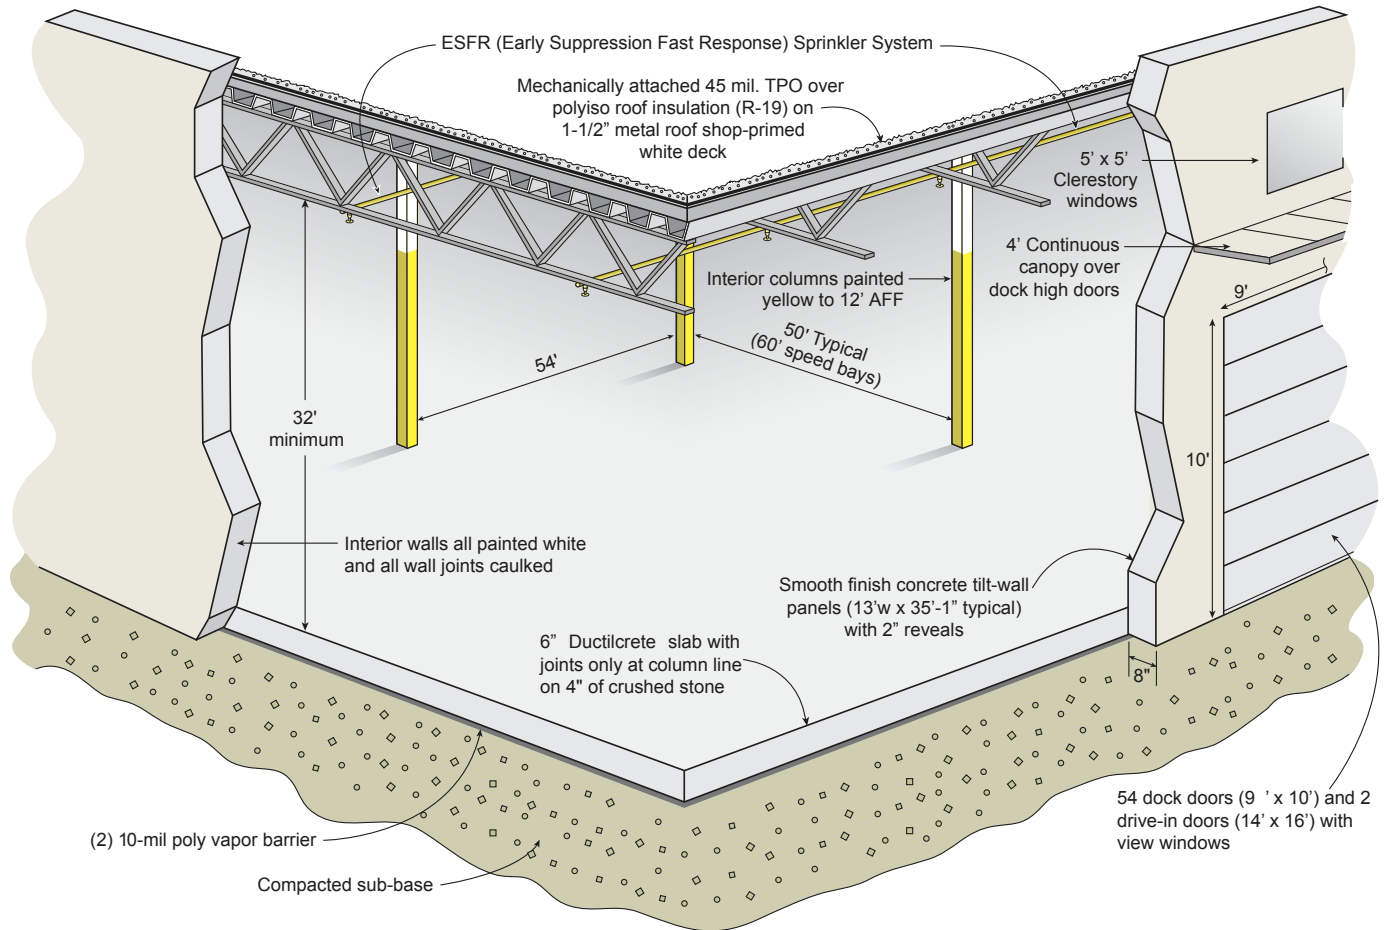 ESFR (Early Suppression Fast Response) Sprinkler System
Mechanically attached 45 mil. TPO over
polyiso roof insulation (R-19) on
1-1/2” metal roof shop-primed
white deck
5’ x 5’
Clerestory
windows
4’ Continuous
canopy over
dock high doors
Interior columns painted
yellow to 12’ AFF
9'
54'
50' Typical
(60’ speed bays)
32'
minimum
10'
Interior walls all painted white
and all wall joints caulked
Smooth finish concrete tilt-wall
panels (13’w x 35’-1” typical)
with 2” reveals
6” Ductilcrete slab with
joints only at column line
on 4" of crushed stone
8"
54 dock doors (9 ’ x 10’) and 2
drive-in doors (14’ x 16’) with
view windows
(2) 10-mil poly vapor barrier
Compacted sub-base